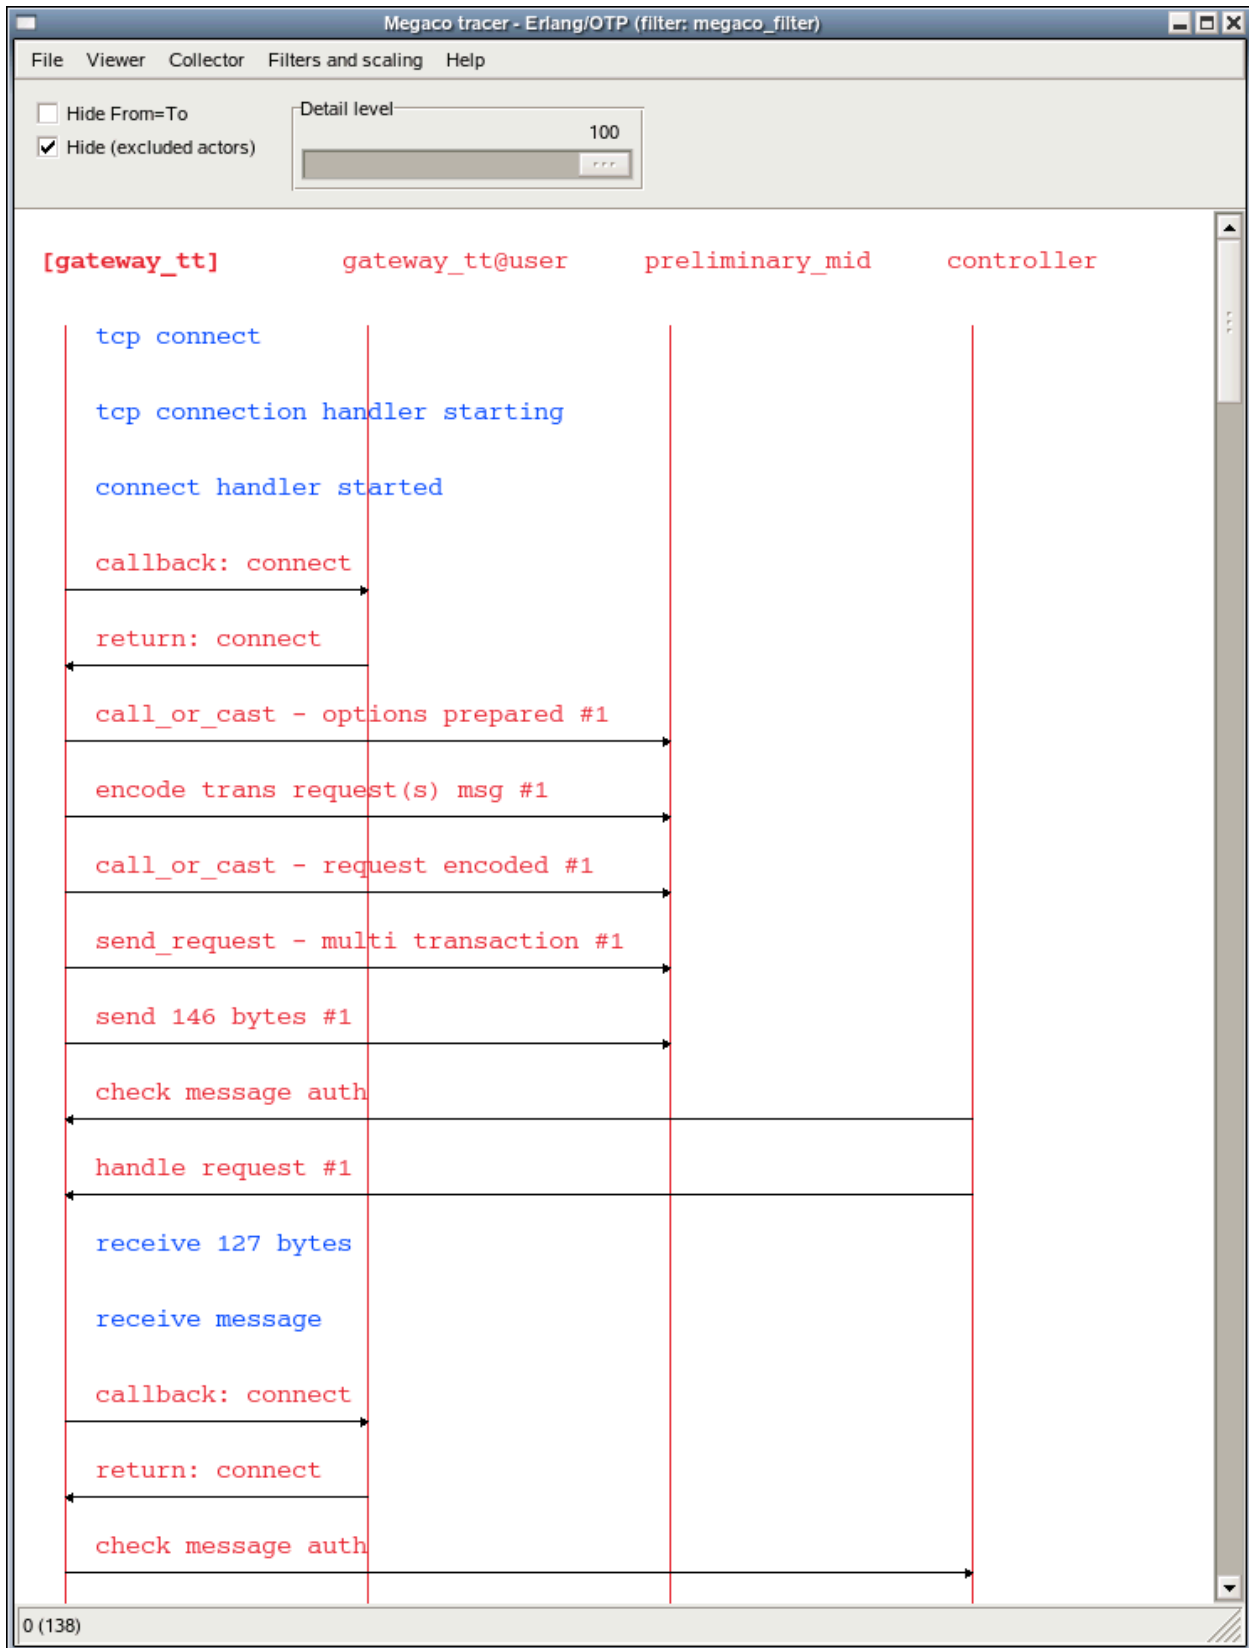 Megaco tracer - Erlang/OTP (filter: megaco_filter)
File Viewer Collector Filters and scaling Help
Hide From=To
Hide (excluded actors)
Detail level
100
[gateway_tt] gateway_tt@user preliminary_mid controller
tcp connect
tcp connection handler starting
connect handler started
callback: connect
return: connect
call_or_cast - options prepared #1
encode trans request(s) msg #1
call_or_cast - request encoded #1
send_request - multi transaction #1
send 146 bytes #1
check message auth
handle request #1
receive 127 bytes
receive message
callback: connect
return: connect
check message auth
0 (138)